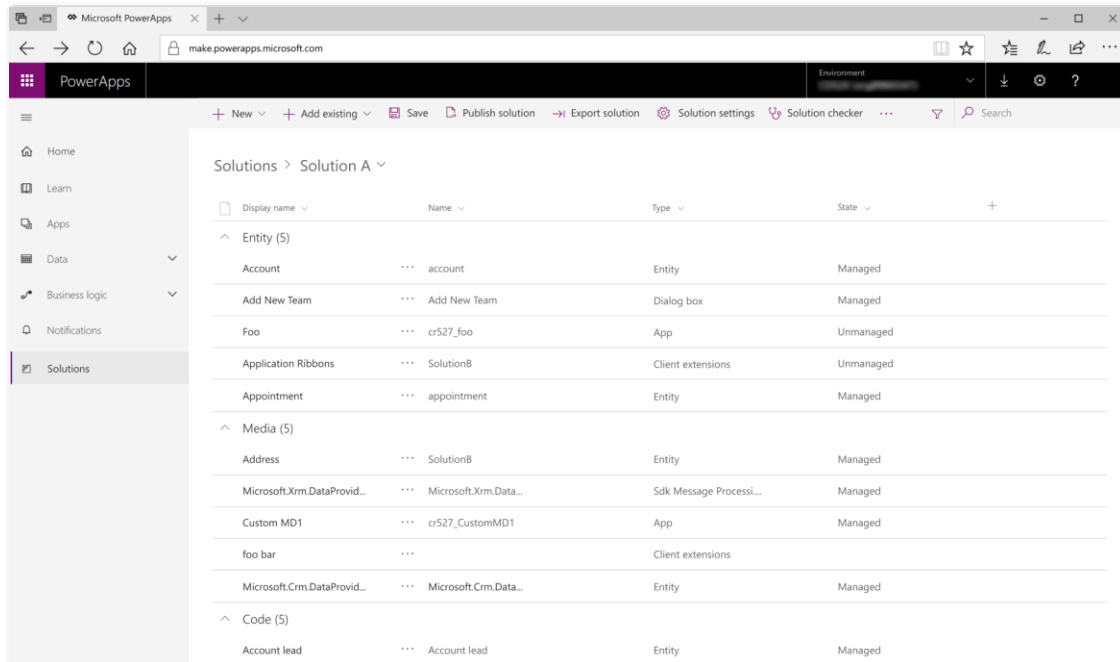 Microsoft PowerApps
make.powerapps.microsoft.com
PowerApps
Environment
New
Add existing
Save
Publish solution
Export solution
Solution settings
Solution checker
Search
Home
Learn
Apps
Data
Business logic
Notifications
Solutions
Solutions > Solution A
Display name Name Type State
Entity (5)
Account ··· account Entity Managed
Add New Team ··· Add New Team Dialog box Managed
Foo ··· cr527_foo App Unmanaged
Application Ribbons ··· SolutionB Client extensions Unmanaged
Appointment ··· appointment Entity Managed
Media (5)
Address ··· SolutionB Entity Managed
Microsoft.Xrm.DataProvid... ··· Microsoft.Xrm.Data... Sdk Message Processi... Managed
Custom MD1 ··· cr527_CustomMD1 App Managed
foo bar ··· Client extensions
Microsoft.Crm.DataProvid... ··· Microsoft.Crm.Data... Entity Managed
Code (5)
Account lead ··· Account lead Entity Managed